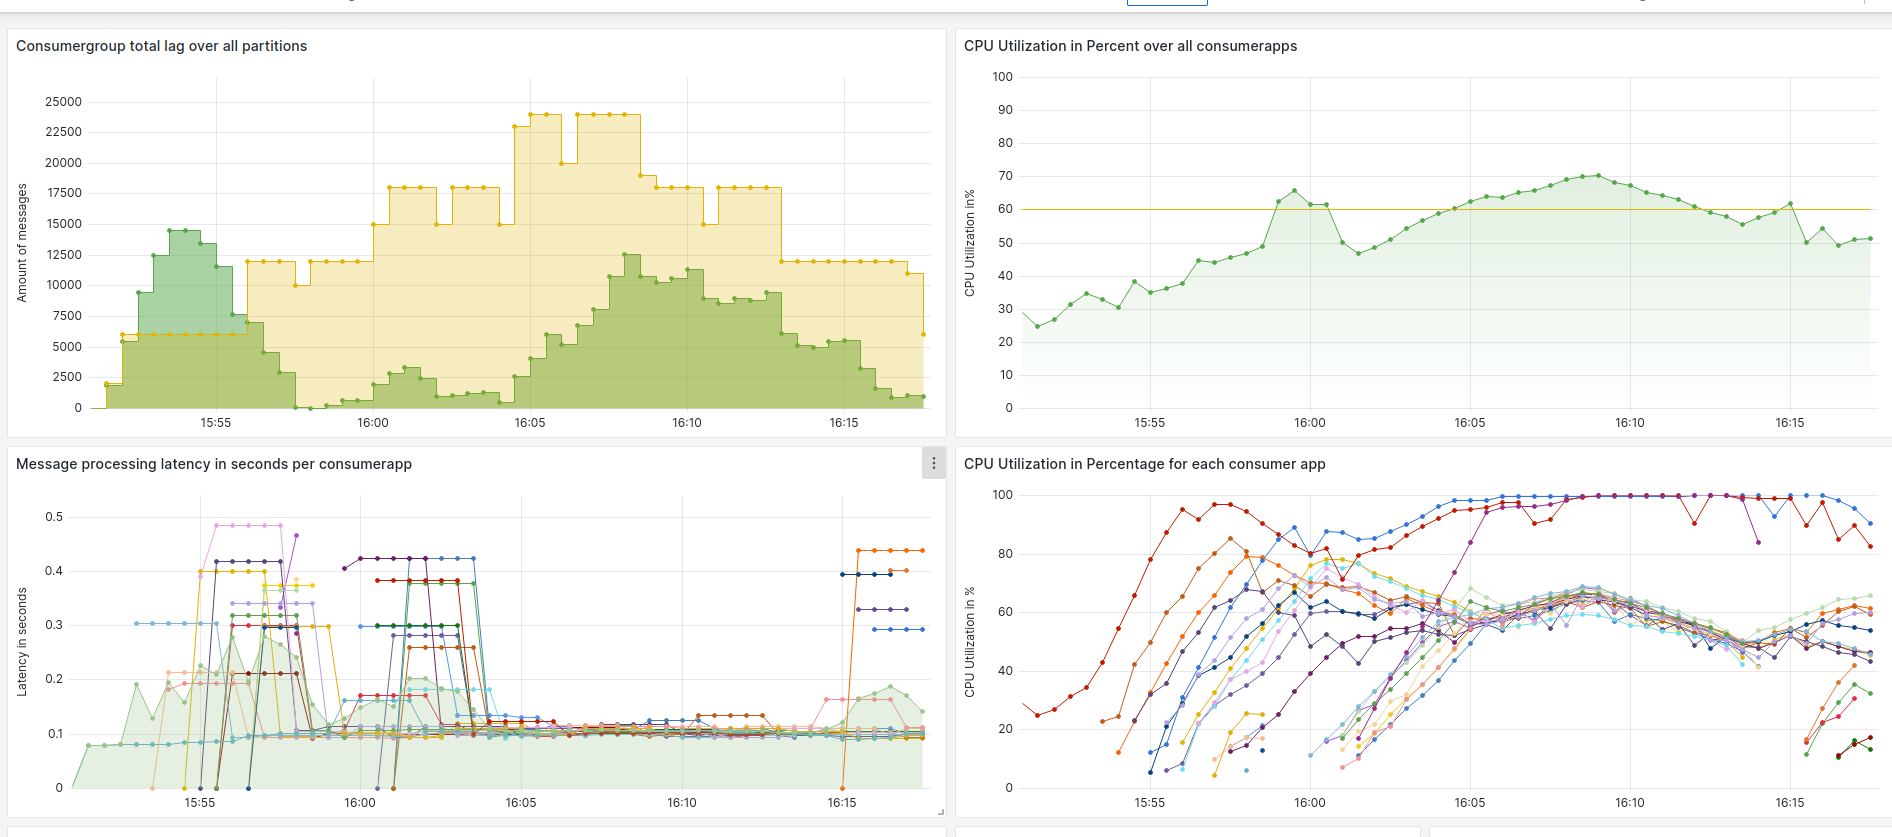 Consumergroup total lag over all partitions
25000
22500
20000
17500
15000
12500
10000
7500
5000
2500
0
Amount of messages
15:55 16:00 16:05 16:10 16:15
CPU Utilization in Percent over all consumerapps
100
90
80
70
60
50
40
30
20
10
0
CPU Utilization in%
15:55 16:00 16:05 16:10 16:15
Message processing latency in seconds per consumerapp
0.5
0.4
0.3
0.2
0.1
0
Latency in seconds
15:55 16:00 16:05 16:10 16:15
CPU Utilization in Percentage for each consumer app
100
80
60
40
20
0
CPU Utilization in %
15:55 16:00 16:05 16:10 16:15